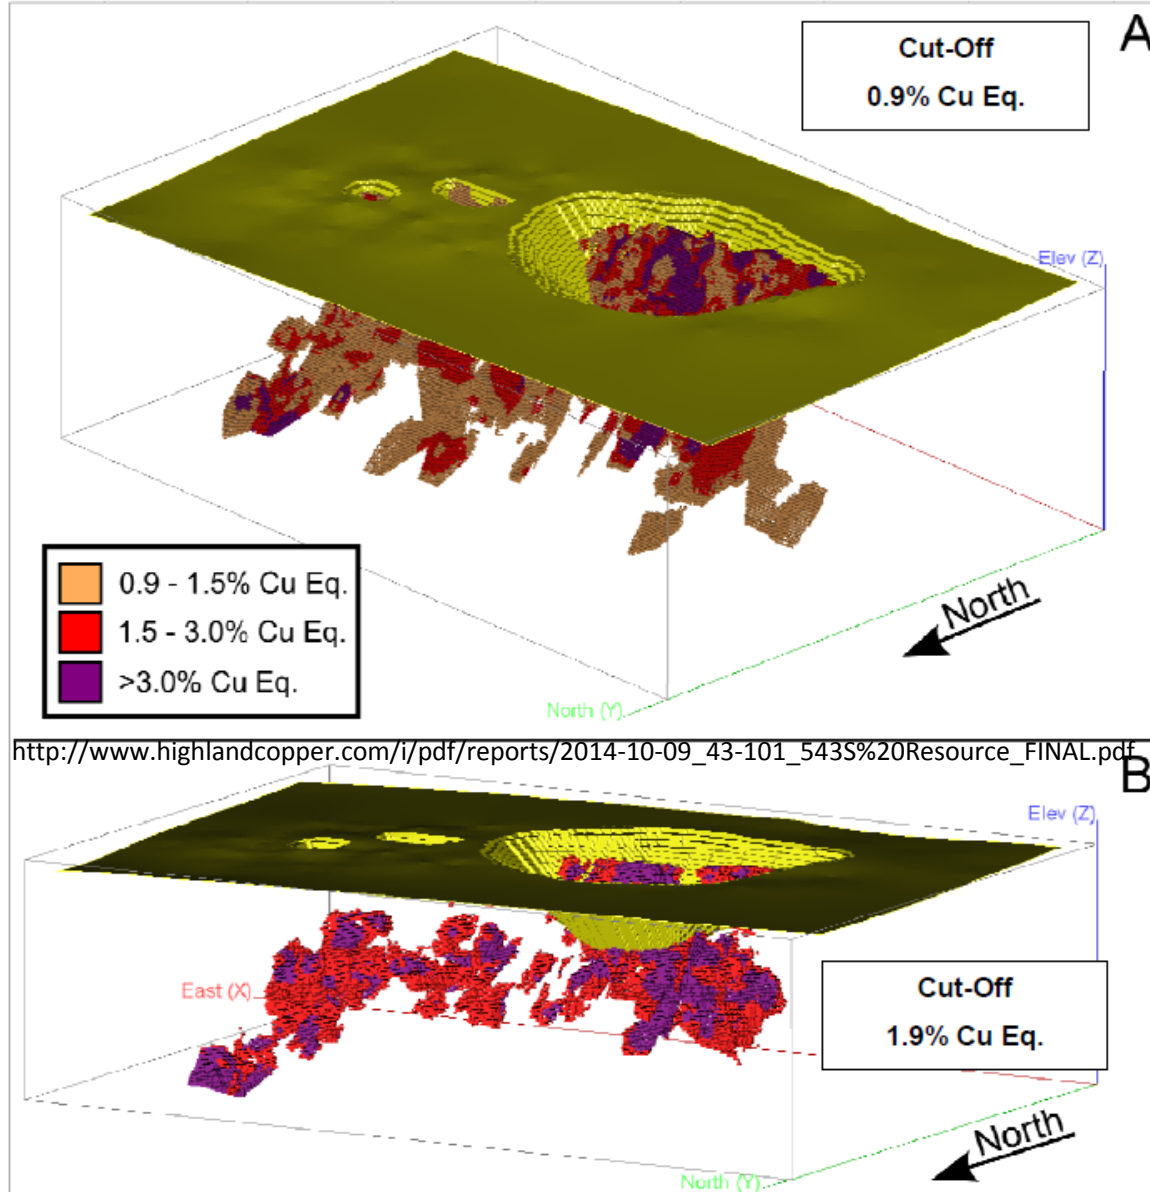 A
Cut-Off
0.9% Cu Eq.
Elev (Z)
0.9 - 1.5% Cu Eq.
1.5 - 3.0% Cu Eq.
>3.0% Cu Eq.
North
North (Y)
http://www.highlandcopper.com/i/pdf/reports/2014-10-09_43-101_543S%20Resource_FINAL.pdf
B
Elev (Z)
East (X)
Cut-Off
1.9% Cu Eq.
North
North (Y)